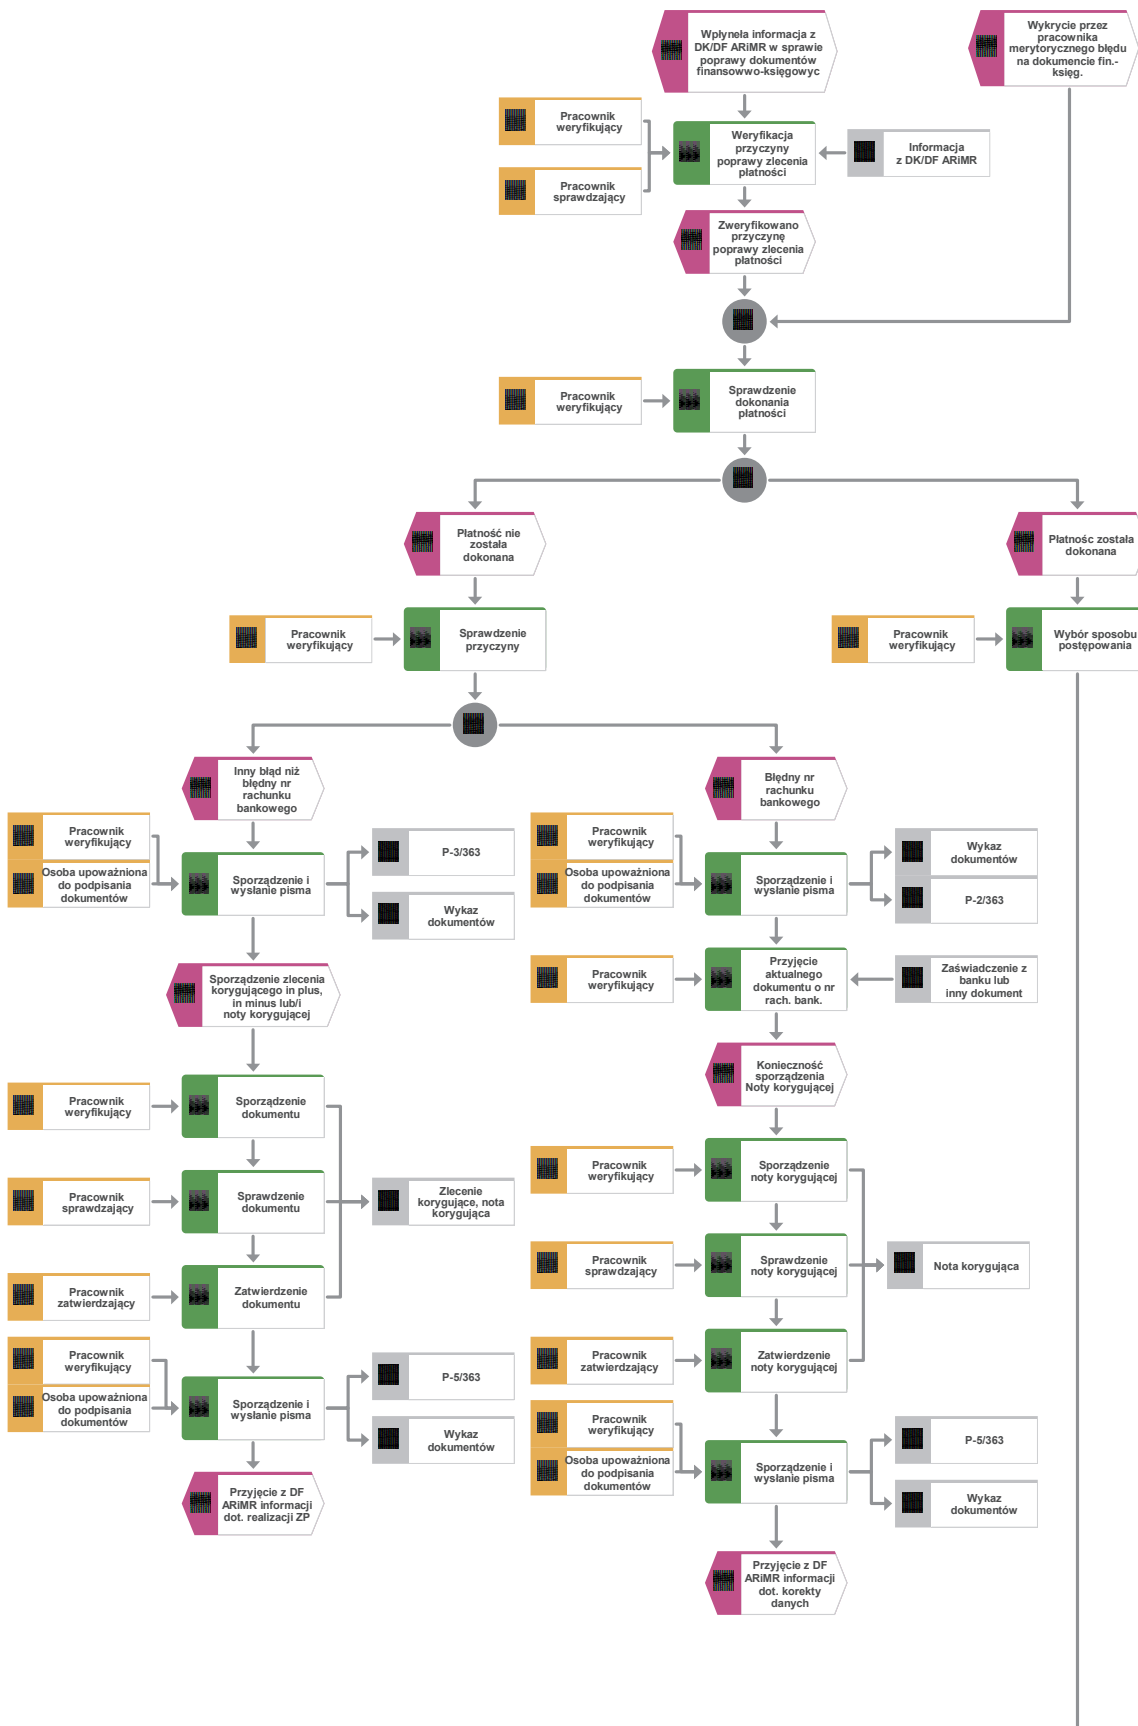 Wpłyneła informacja z
DK/DF ARiMR w sprawie
poprawy dokumentów
finansowwo-księgowyc
Wykrycie przez
pracownika
merytorycznego błędu
na dokumencie fin.-
księg.
Pracownik
weryfikujący
Weryfikacja
przyczyny
poprawy zlecenia
płatności
Informacja
z DK/DF ARiMR
Pracownik
sprawdzający
Zweryfikowano
przyczynę
poprawy zlecenia
płatności
Pracownik
weryfikujący
Sprawdzenie
dokonania
płatności
Płatność nie
została
dokonana
Płatnośc została
dokonana
Pracownik
weryfikujący
Sprawdzenie
przyczyny
Pracownik
weryfikujący
Wybór sposobu
postępowania
Inny błąd niż
błędny nr
rachunku
bankowego
Błędny nr
rachunku
bankowego
Pracownik
weryfikujący
Osoba upoważniona
do podpisania
dokumentów
Sporządzenie i
wysłanie pisma
P-3/363
Wykaz
dokumentów
Pracownik
weryfikujący
Osoba upoważniona
do podpisania
dokumentów
Sporządzenie i
wysłanie pisma
Wykaz
dokumentów
P-2/363
Sporządzenie zlecenia
korygującego in plus,
in minus lub/i
noty korygującej
Pracownik
weryfikujący
Przyjęcie
aktualnego
dokumentu o nr
rach. bank.
Zaświadczenie z
banku lub
inny dokument
Konieczność
sporządzenia
Noty korygującej
Pracownik
weryfikujący
Sporządzenie
dokumentu
Pracownik
sprawdzający
Sprawdzenie
dokumentu
Zlecenie
korygujące, nota
korygująca
Pracownik
zatwierdzający
Zatwierdzenie
dokumentu
Pracownik
weryfikujący
Sporządzenie
noty korygującej
Pracownik
sprawdzający
Sprawdzenie
noty korygującej
Nota korygująca
Pracownik
zatwierdzający
Zatwierdzenie
noty korygującej
Pracownik
weryfikujący
Osoba upoważniona
do podpisania
dokumentów
Sporządzenie i
wysłanie pisma
P-5/363
Wykaz
dokumentów
Pracownik
weryfikujący
Osoba upoważniona
do podpisania
dokumentów
Sporządzenie i
wysłanie pisma
P-5/363
Wykaz
dokumentów
Przyjęcie z DF
ARiMR informacji
dot. realizacji ZP
Przyjęcie z DF
ARiMR informacji
dot. korekty
danych